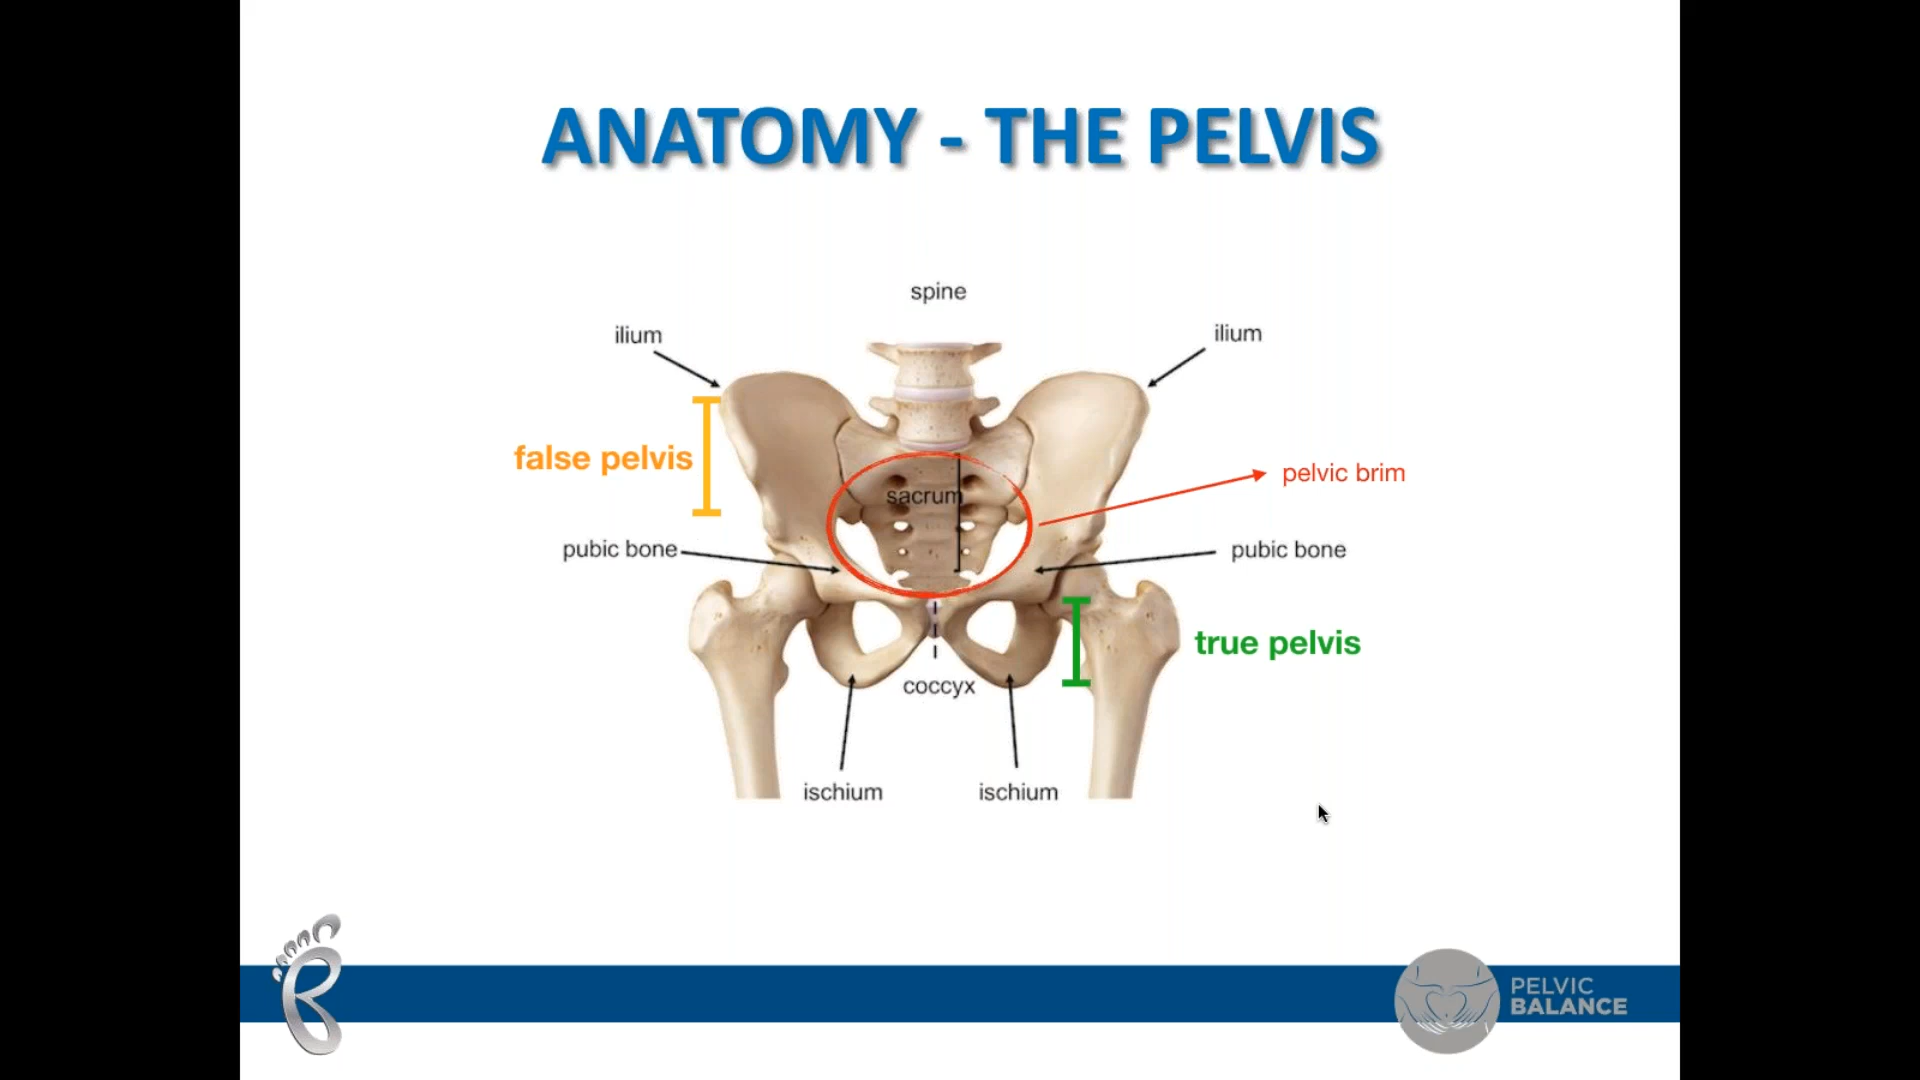 ANATOMY - THE PELVIS
spine
ilium
ilium
false pelvis
pelvic brim
sacrum
pubic bone
pubic bone
true pelvis
coccyx
ischium
ischium
PELVIC
BALANCE